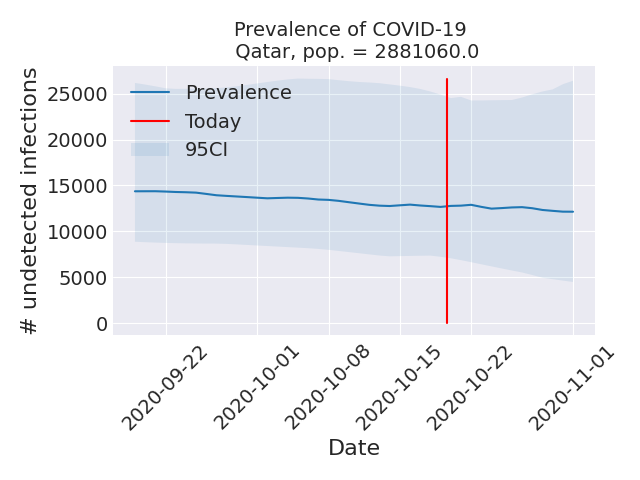 Prevalence of COVID-19
Qatar, pop. = 2881060.0
# undetected infections
25000
20000
15000
10000
5000
0
Prevalence
Today
95CI
2020-09-22
2020-10-01
2020-10-08
2020-10-15
2020-10-22
2020-11-01
Date